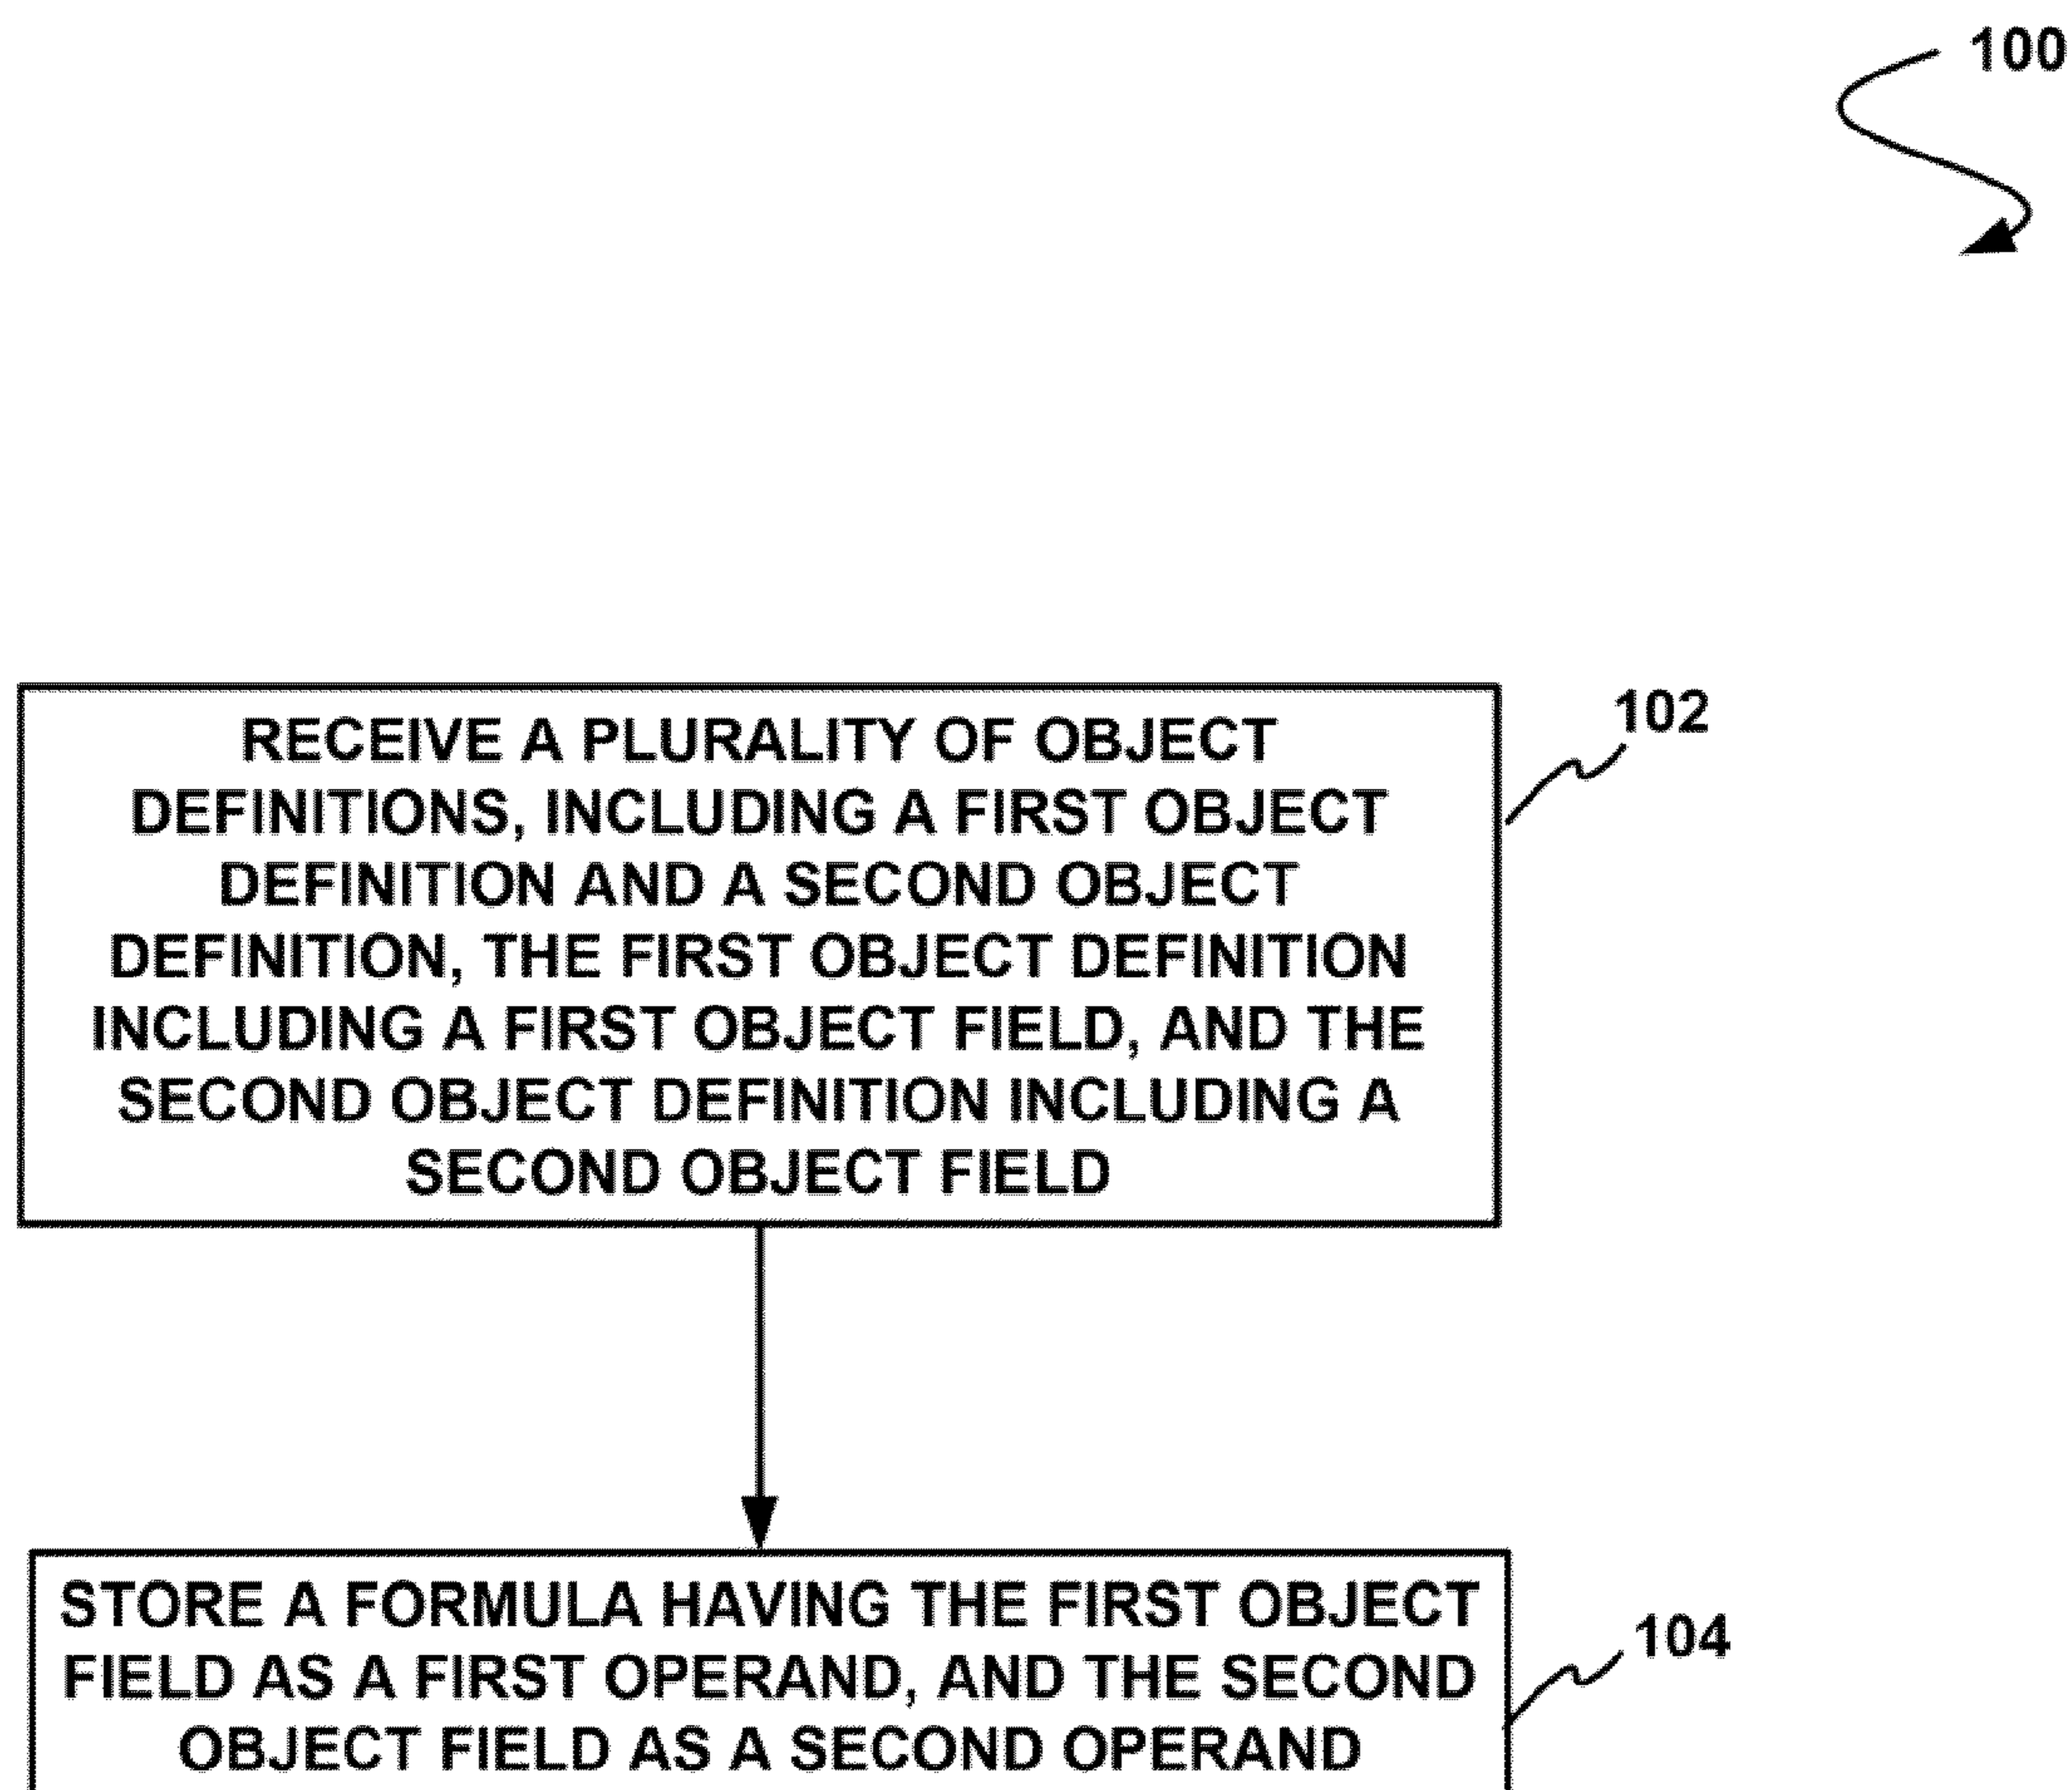 100
102
RECEIVE A PLURALITY OF OBJECT
DEFINITIONS, INCLUDING A FIRST OBJECT
DEFINITION AND A SECOND OBJECT
DEFINITION, THE FIRST OBJECT DEFINITION
INCLUDING A FIRST OBJECT FIELD, AND THE
SECOND OBJECT DEFINITION INCLUDING A
SECOND OBJECT FIELD
104
STORE A FORMULA HAVING THE FIRST OBJECT
FIELD AS A FIRST OPERAND, AND THE SECOND
OBJECT FIELD AS A SECOND OPERAND